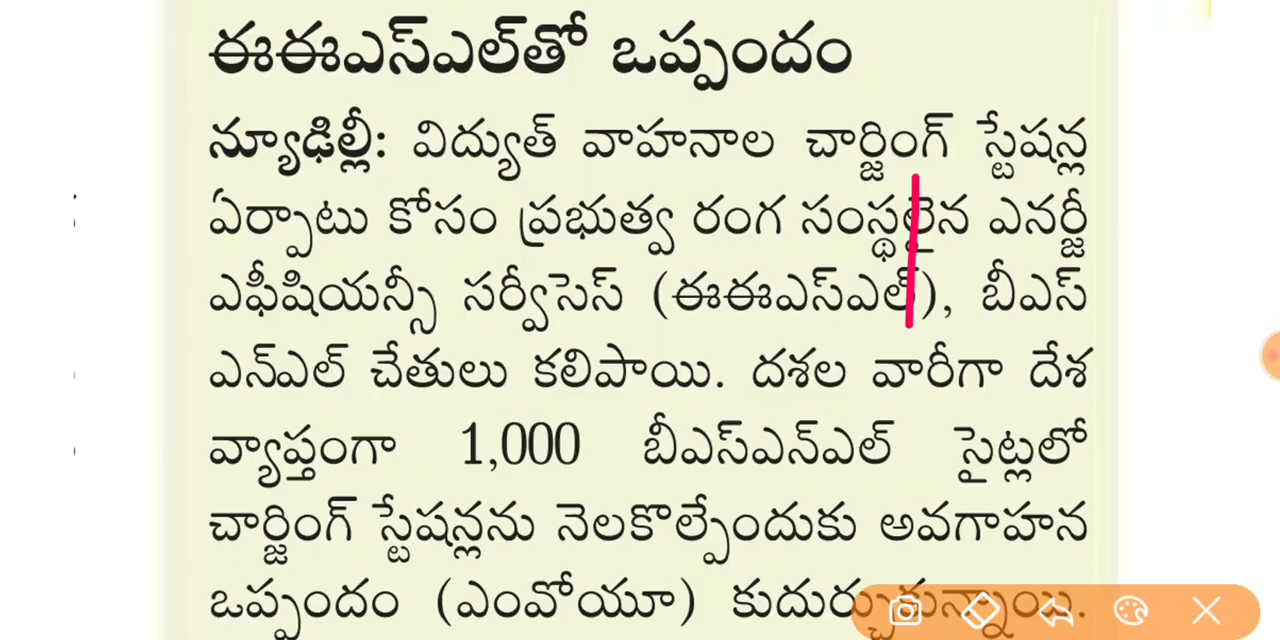 ఈఈఎస్ఎల్‌తో ఒప్పందం
న్యూఢిల్లీ: విద్యుత్ వాహనాల చార్జింగ్ స్టేషన్ల
ఏర్పాటు కోసం ప్రభుత్వ రంగ సంస్థలైన ఎనర్జీ
ఎఫీషియన్సీ సర్వీసెస్ (ఈఈఎస్ఎల్), బీఎస్
ఎన్ఎల్ చేతులు కలిపాయి. దశల వారీగా దేశ
వ్యాప్తంగా 1,000 బీఎస్ఎన్ఎల్ సైట్లలో
చార్జింగ్ స్టేషన్లను నెలకొల్పేందుకు అవగాహన
ఒప్పందం (ఎంవోయూ) కుదుర్చుకున్నాయి.